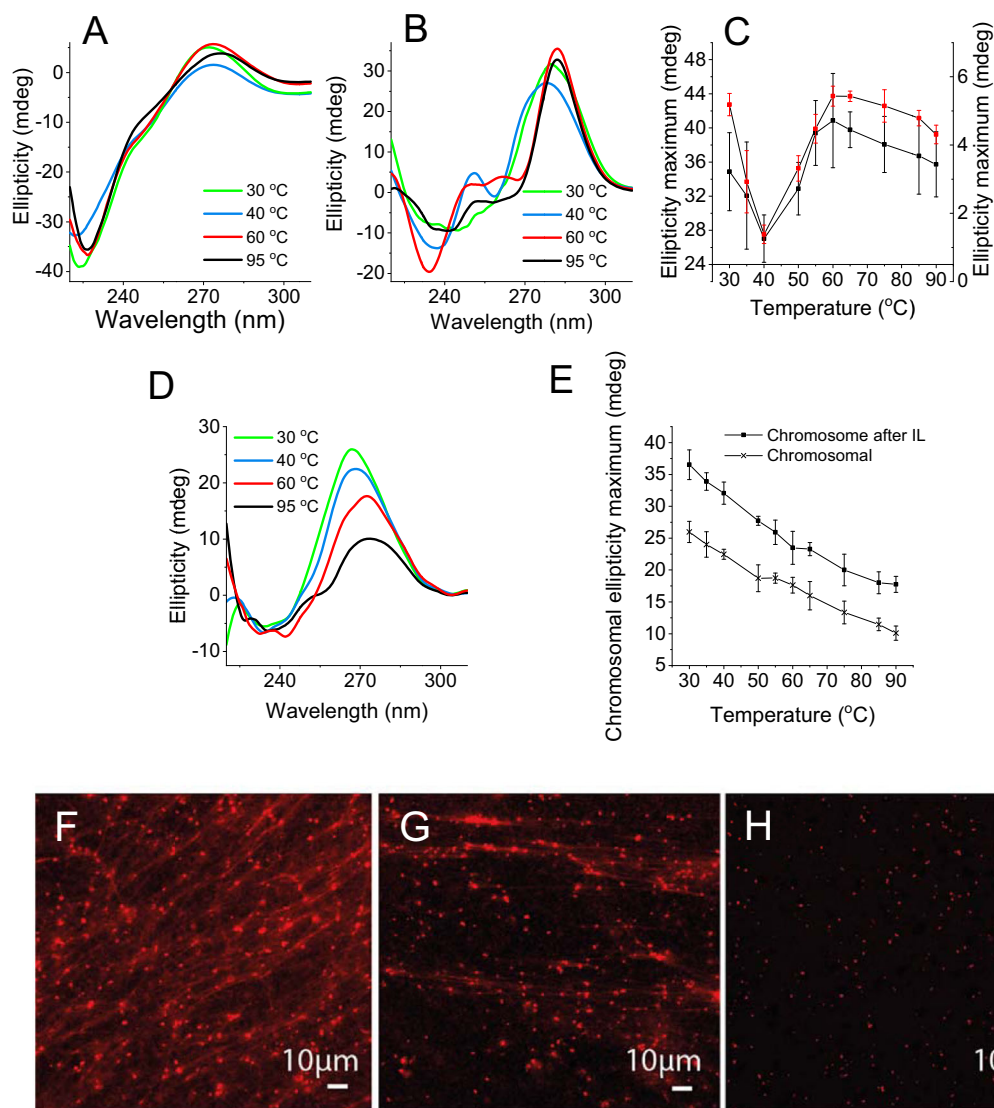 A
Ellipticity (mdeg)
0
-10
-20
-30
-40
240
270
300
Wavelength (nm)
30 °C
40 °C
60 °C
95 °C
B
Ellipticity (mdeg)
30
20
10
0
-10
-20
240
270
300
Wavelength (nm)
30 °C
40 °C
60 °C
95 °C
C
Ellipticity maximum (mdeg)
44
40
36
32
28
24
30 40 50 60 70 80 90
Temperature (°C)
6
4
2
0
Ellipticity maximum (mdeg)
D
Ellipticity (mdeg)
30
20
10
0
-10
240
270
300
Wavelength (nm)
30 °C
40 °C
60 °C
95 °C
E
Chromosomal ellipticity maximum (mdeg)
40
35
30
25
20
15
10
5
30 40 50 60 70 80 90
Temperature (°C)
Chromosome after IL
Chromosomal
F
10µm
G
10µm
H
10